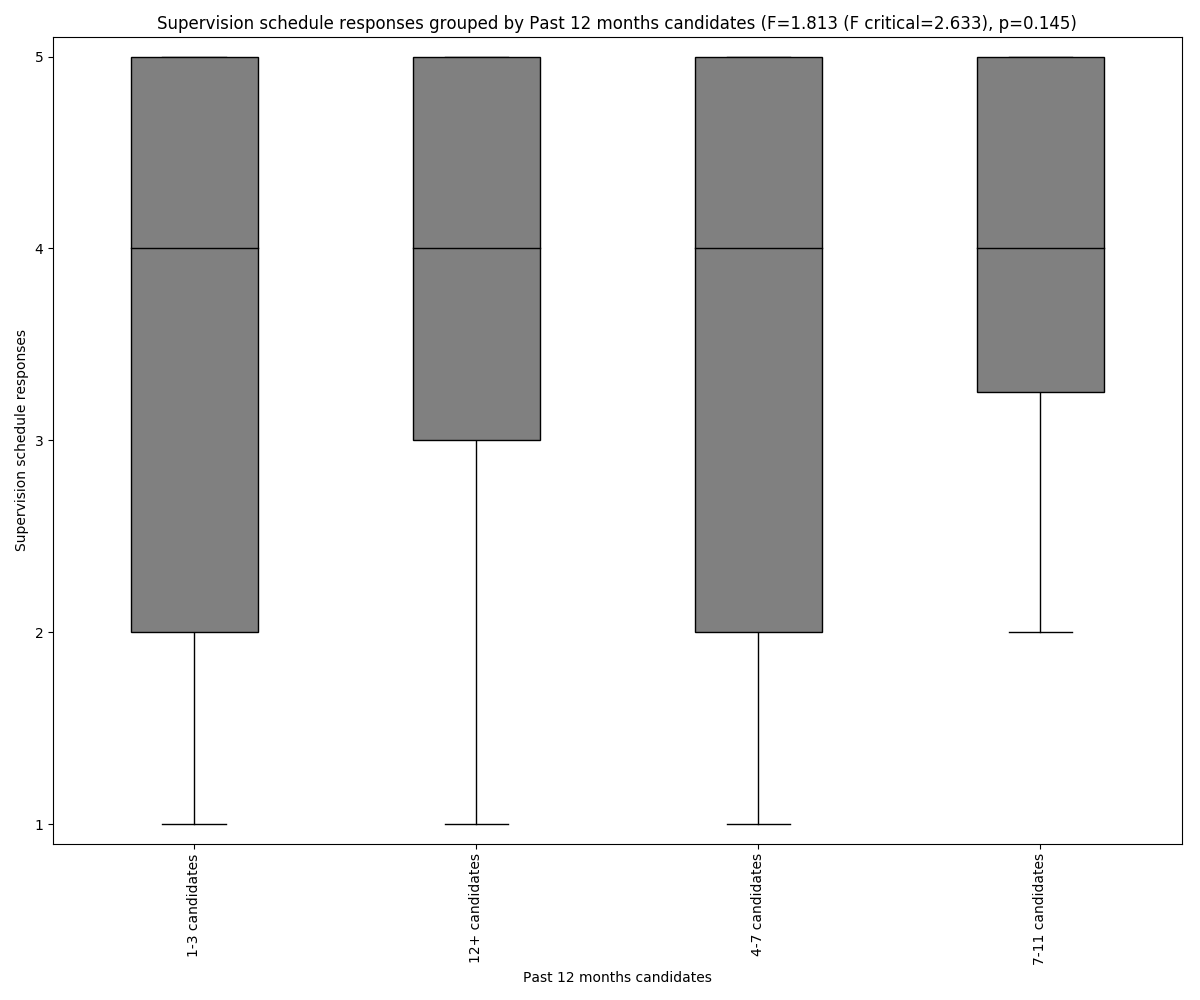 Supervision schedule responses grouped by Past 12 months candidates (F=1.813 (F critical=2.633), p=0.145)
Supervision schedule responses
5
4
3
2
1
1-3 candidates
12+ candidates
4-7 candidates
7-11 candidates
Past 12 months candidates